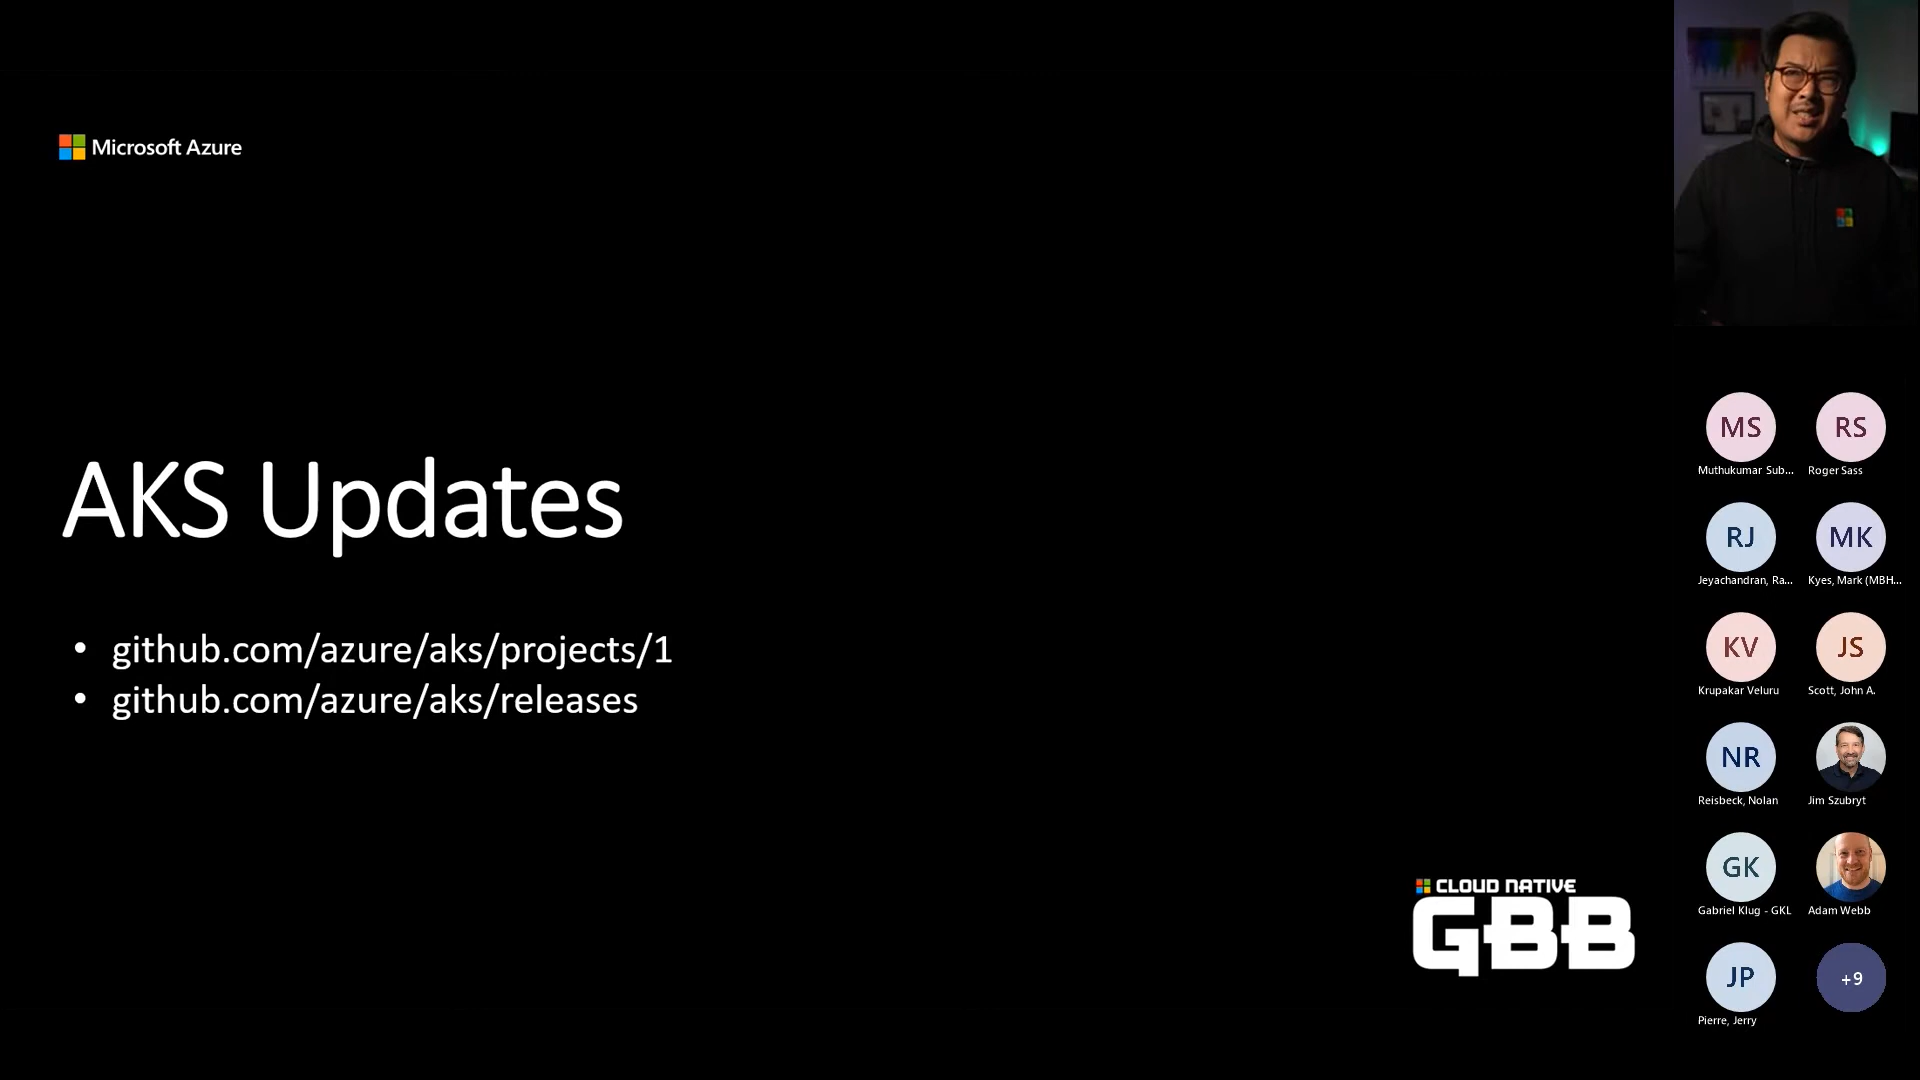 Microsoft Azure
AKS Updates
• github.com/azure/aks/projects/1
• github.com/azure/aks/releases
CLOUD NATIVE
GBB
MS
RS
Muthukumar Sub...
Roger Sass
RJ
MK
Jeyachandran, Ra...
Kyes, Mark (MBH...
KV
JS
Krupakar Veluru
Scott, John A.
NR
Reisbeck, Nolan
Jim Szubryt
GK
Gabriel Klug - GKL
Adam Webb
JP
+9
Pierre, Jerry